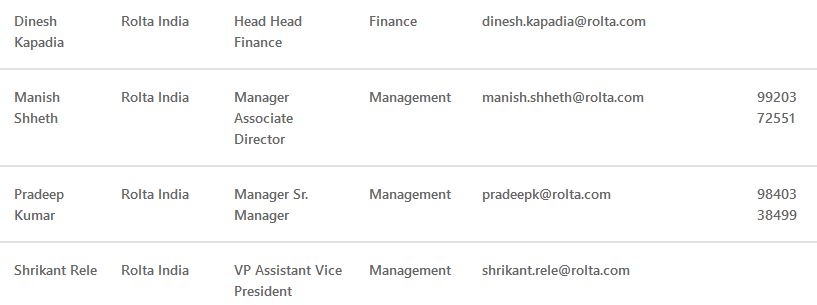 Dinesh Rolta India Head Head Finance dinesh.kapadia@rolta.com
Kapadia Finance
Manish Rolta India Manager Management manish.shheth@rolta.com 99203
Shheth Associate 72551
Director
Pradeep Rolta India Manager Sr. Management pradeepk@rolta.com 98403
Kumar Manager 38499
Shrikant Rele Rolta India VP Assistant Vice Management shrikant.rele@rolta.com
President